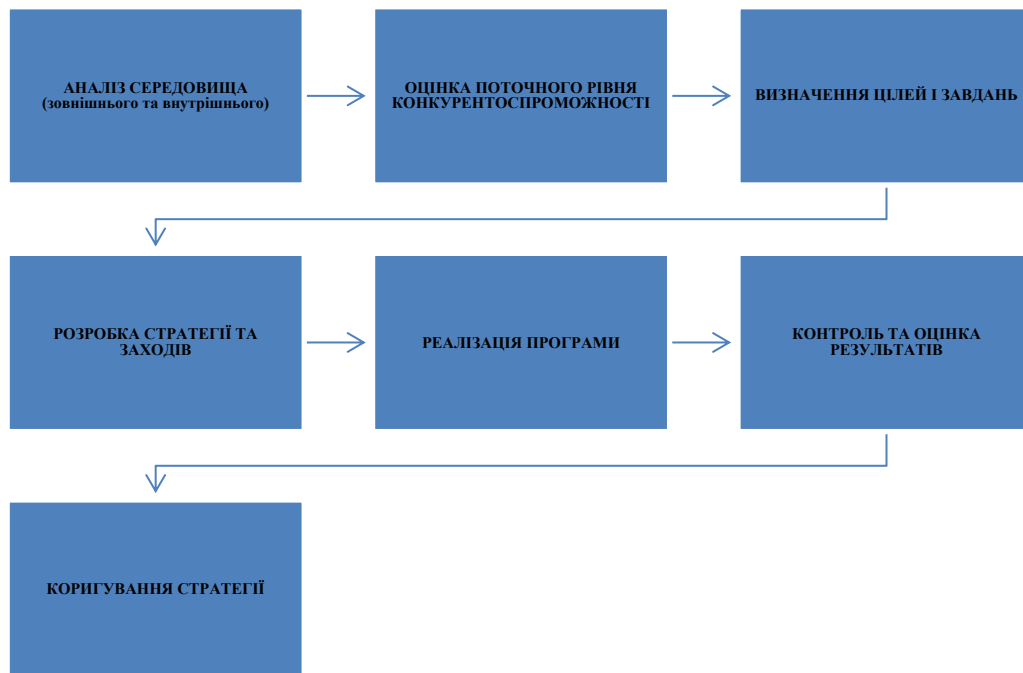 АНАЛІЗ СЕРЕДОВИЩА
(зовнішнього та внутрішнього)
ОЦІНКА ПОТОЧНОГО РІВНЯ
КОНКУРЕНТОСПРОМОЖНОСТІ
ВИЗНАЧЕННЯ ЦІЛЕЙ І ЗАВДАНЬ
РОЗРОБКА СТРАТЕГІЇ ТА
ЗАХОДІВ
РЕАЛІЗАЦІЯ ПРОГРАМИ
КОНТРОЛЬ ТА ОЦІНКА
РЕЗУЛЬТАТІВ
КОРИГУВАННЯ СТРАТЕГІЇ